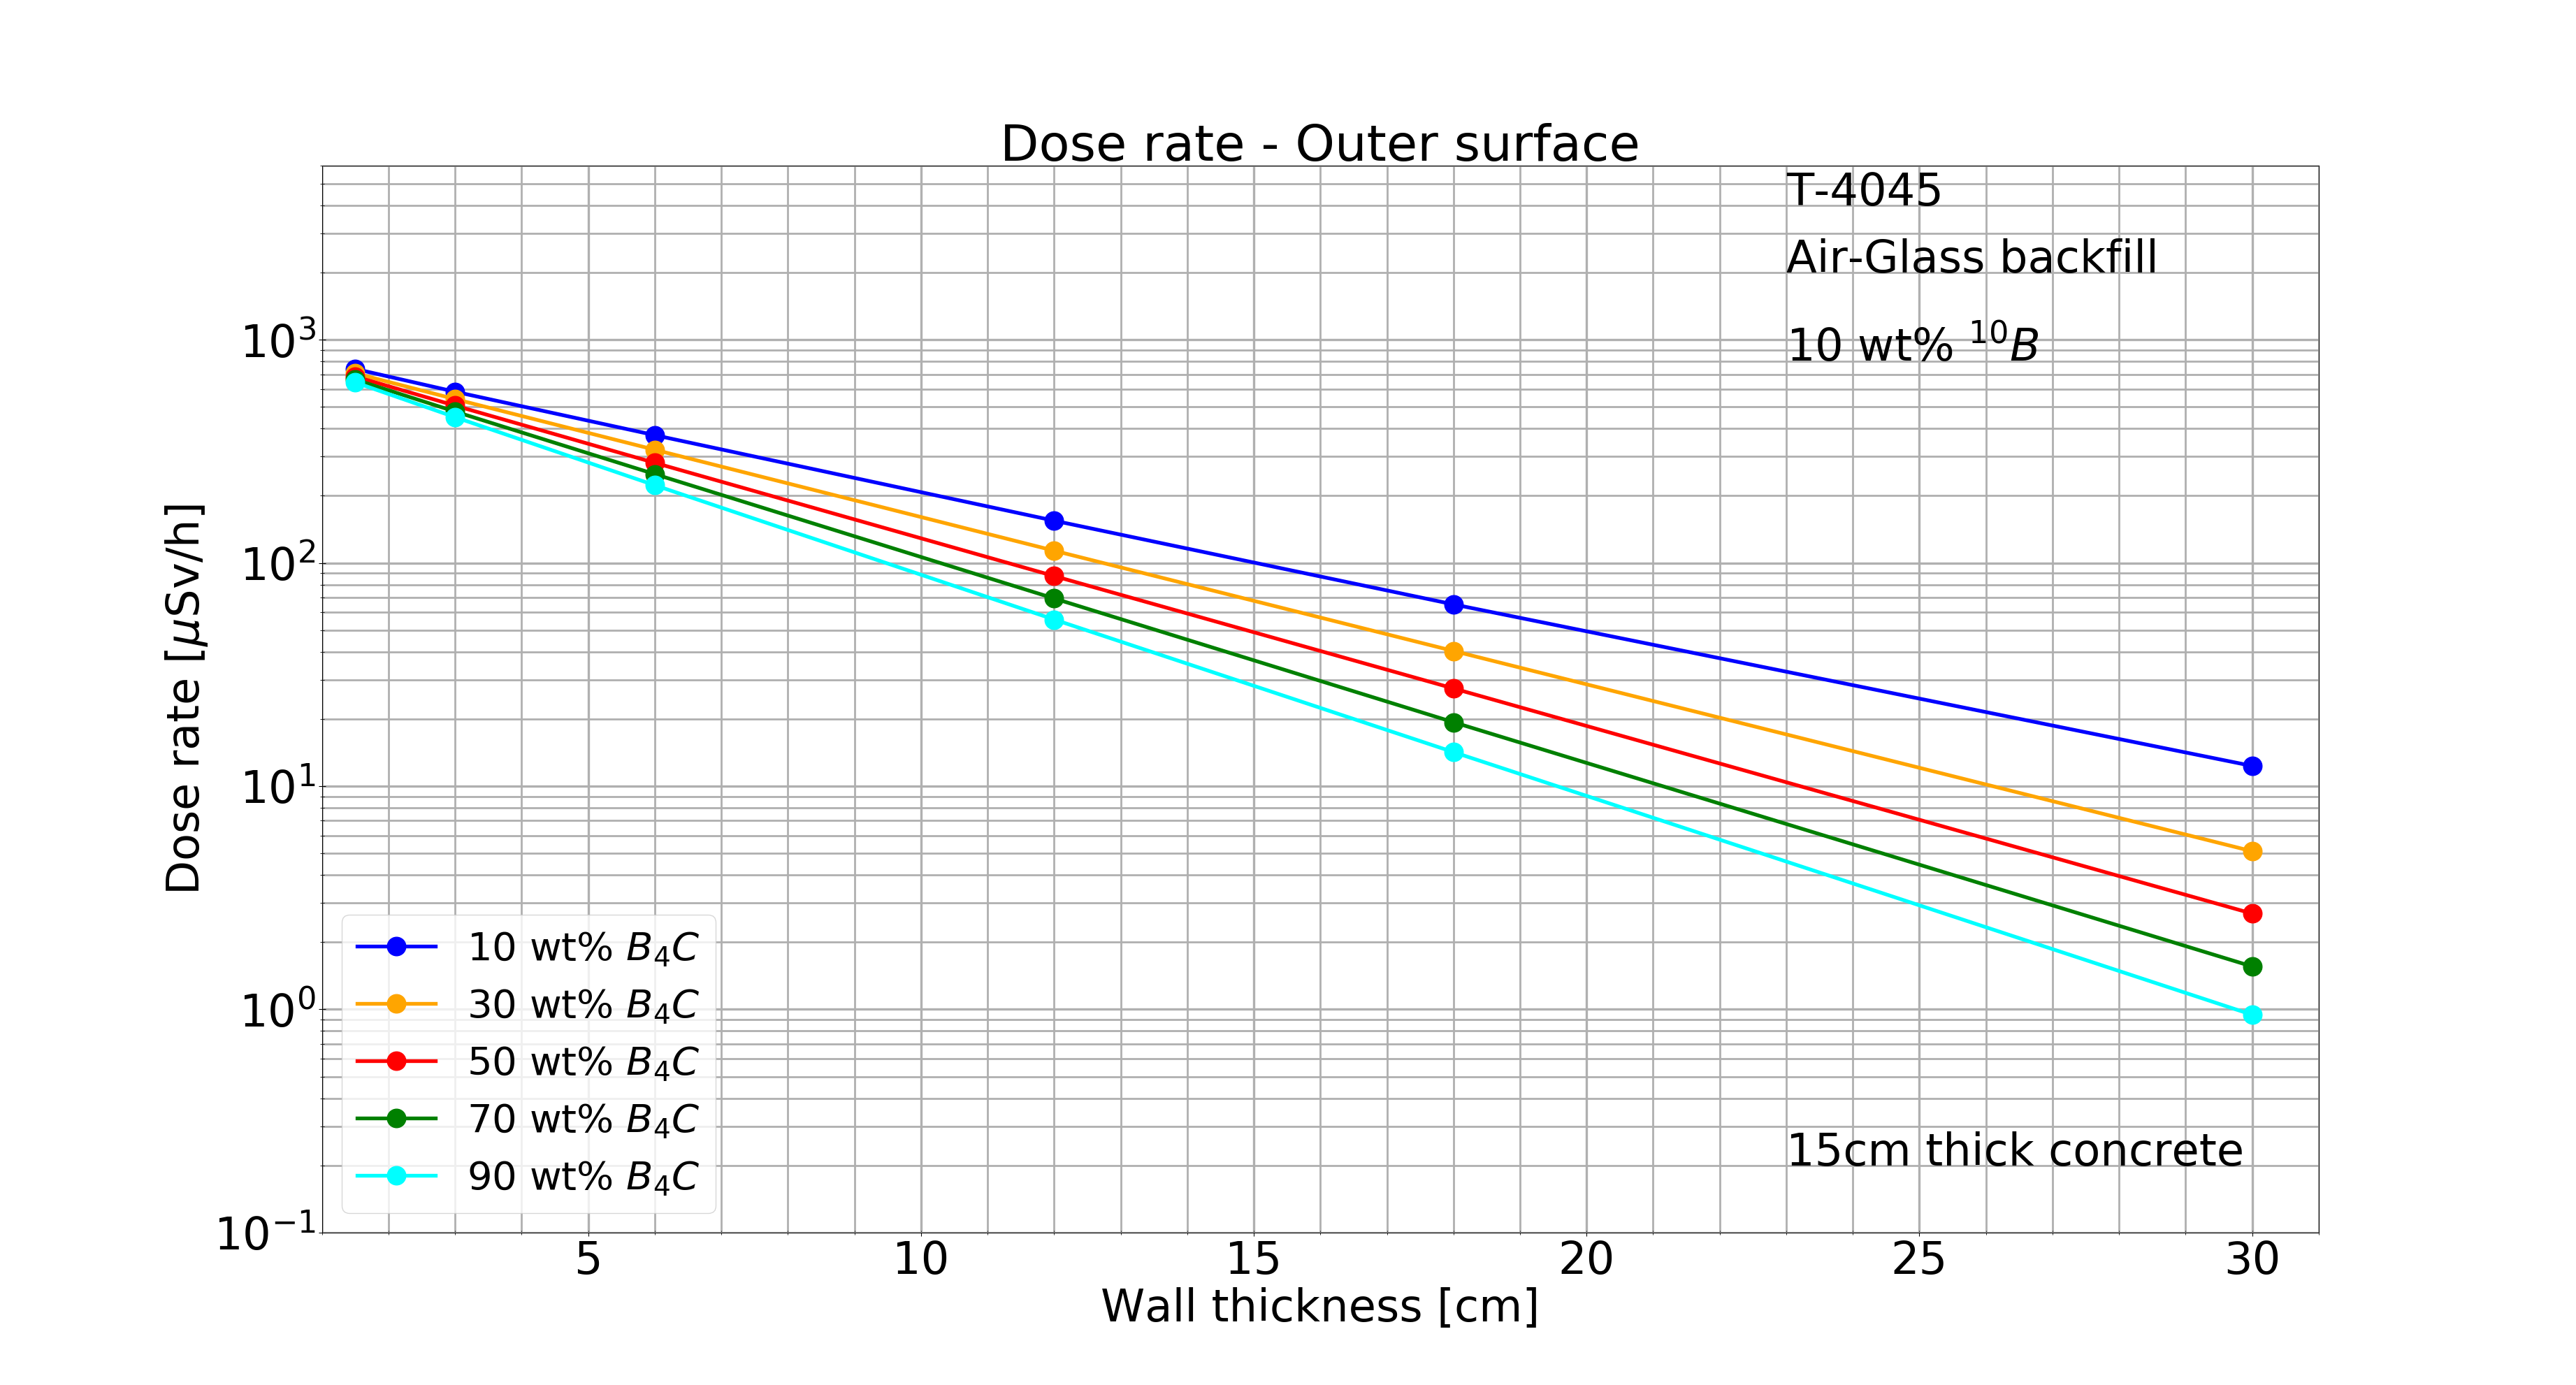 Dose rate - Outer surface
T-4045
Air-Glass backfill
10 wt% ¹⁰B
Dose rate [μSv/h]
10³
10²
10¹
10⁰
10⁻¹
10 wt% B₄C
30 wt% B₄C
50 wt% B₄C
70 wt% B₄C
90 wt% B₄C
15cm thick concrete
5 10 15 20 25 30
Wall thickness [cm]